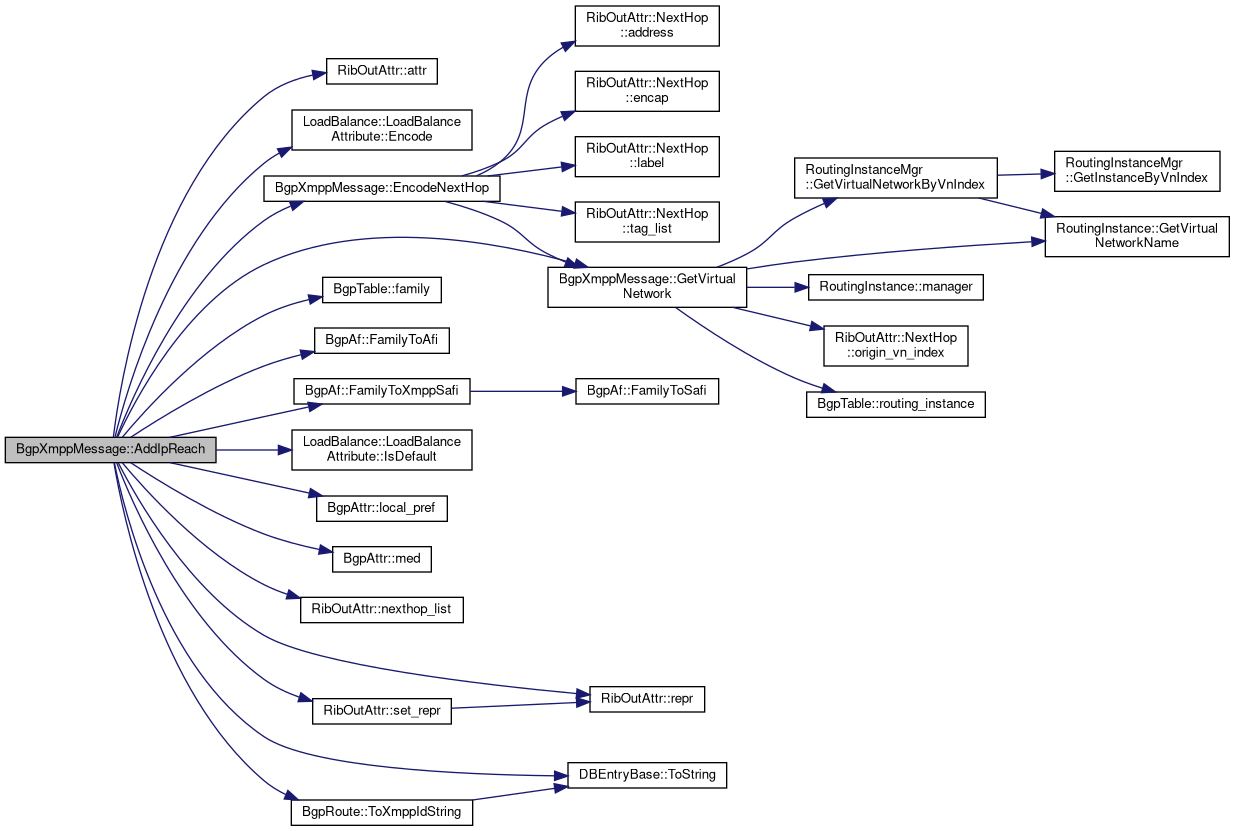 BgpXmppMessage::AddIpReach
RibOutAttr::attr
LoadBalance::LoadBalance
Attribute::Encode
BgpXmppMessage::EncodeNextHop
BgpTable::family
BgpAf::FamilyToAfi
BgpAf::FamilyToXmppSafi
LoadBalance::LoadBalance
Attribute::IsDefault
BgpAttr::local_pref
BgpAttr::med
RibOutAttr::nexthop_list
RibOutAttr::set_repr
BgpRoute::ToXmppIdString
RibOutAttr::NextHop
::address
RibOutAttr::NextHop
::encap
RibOutAttr::NextHop
::label
RibOutAttr::NextHop
::tag_list
BgpXmppMessage::GetVirtual
Network
BgpAf::FamilyToSafi
RibOutAttr::repr
DBEntryBase::ToString
RoutingInstanceMgr
::GetVirtualNetworkByVnIndex
RoutingInstance::manager
RibOutAttr::NextHop
::origin_vn_index
BgpTable::routing_instance
RoutingInstanceMgr
::GetInstanceByVnIndex
RoutingInstance::GetVirtual
NetworkName